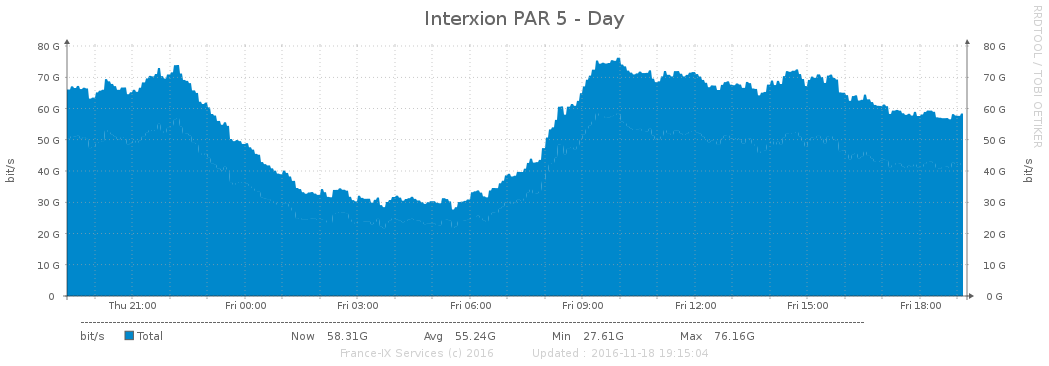 Interxion PAR 5 - Day
RRDTOOL / TOBI OETIKER
bit/s
80 G 80 G
70 G 70 G
60 G 60 G
50 G 50 G
40 G 40 G
30 G 30 G
20 G 20 G
10 G 10 G
0 0 G
bit/s
Thu 21:00 Fri 00:00 Fri 03:00 Fri 06:00 Fri 09:00 Fri 12:00 Fri 15:00 Fri 18:00
bit/s Total Now 58.31G Avg 55.24G Min 27.61G Max 76.16G
France-IX Services (c) 2016 Updated : 2016-11-18 19:15:04